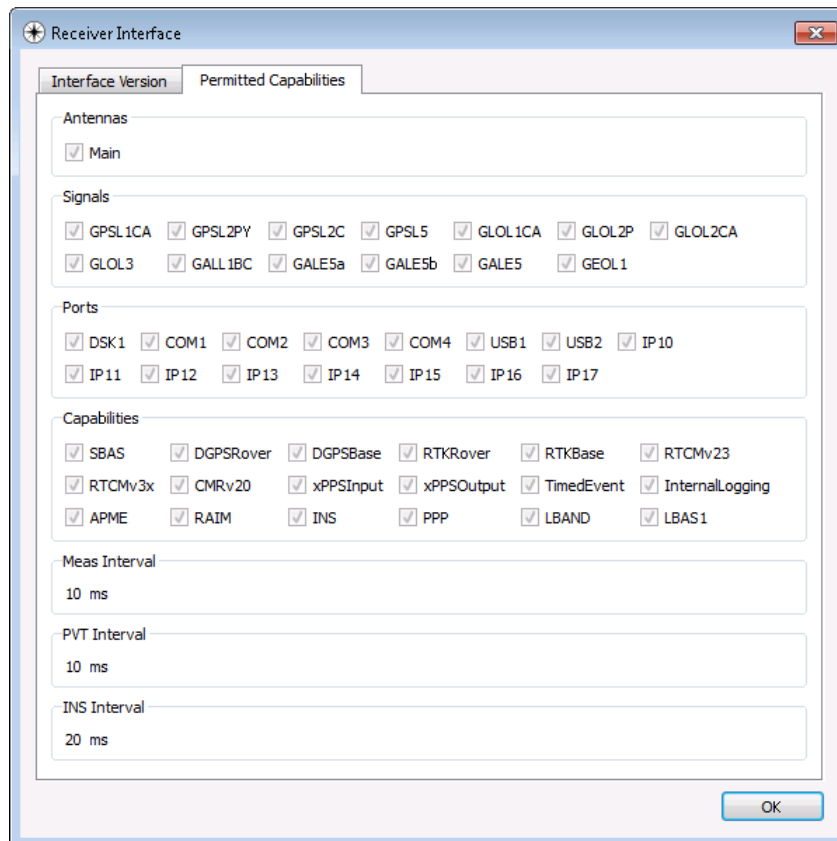 Receiver Interface
Interface Version Permitted Capabilities
Antennas
Main
Signals
GPSL1CA GPSL2PY GPSL2C GPSL5 GLOL1CA GLOL2P GLOL2CA
GLOL3 GALL1BC GALE5a GALE5b GALE5 GEOL1
Ports
DSK1 COM1 COM2 COM3 COM4 USB1 USB2 IP10
IP11 IP12 IP13 IP14 IP15 IP16 IP17
Capabilities
SBAS DGPSRover DGPSBase RTKRover RTKBase RTCMv23
RTCMv3x CMRv20 xPPSInput xPPSOutput TimedEvent InternalLogging
APME RAIM INS PPP LBAND LBAS1
Meas Interval
10 ms
PVT Interval
10 ms
INS Interval
20 ms
OK